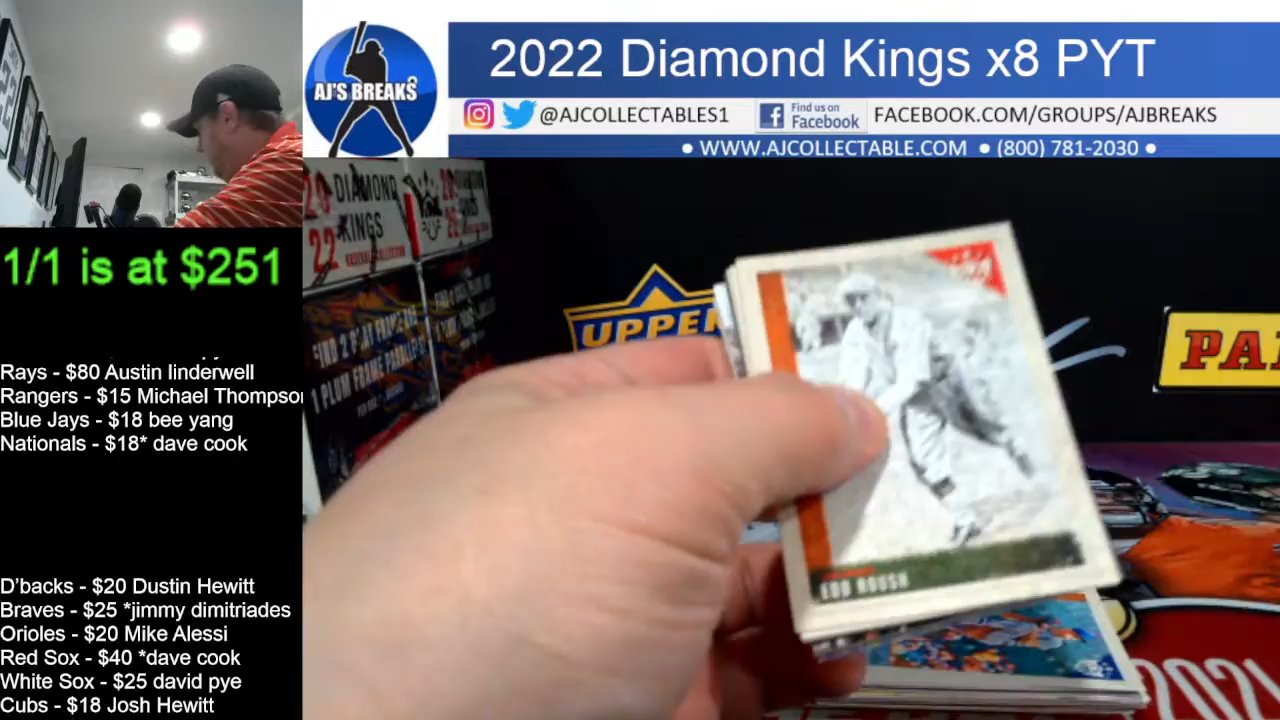 AJ'S BREAKS
2022 Diamond Kings x8 PYT
@AJCOLLECTABLES1
Find us on
Facebook
FACEBOOK.COM/GROUPS/AJBREAKS
• WWW.AJCOLLECTABLE.COM • (800) 781-2030 •
1/1 is at $251
Rays - $80 Austin linderwell
Rangers - $15 Michael Thompson
Blue Jays - $18 bee yang
Nationals - $18* dave cook
D'backs - $20 Dustin Hewitt
Braves - $25 *jimmy dimitriades
Orioles - $20 Mike Alessi
Red Sox - $40 *dave cook
White Sox - $25 david pye
Cubs - $18 Josh Hewitt
20 DIAMOND
22 KINGS
UPPER
PA
EDD ROUSH
202